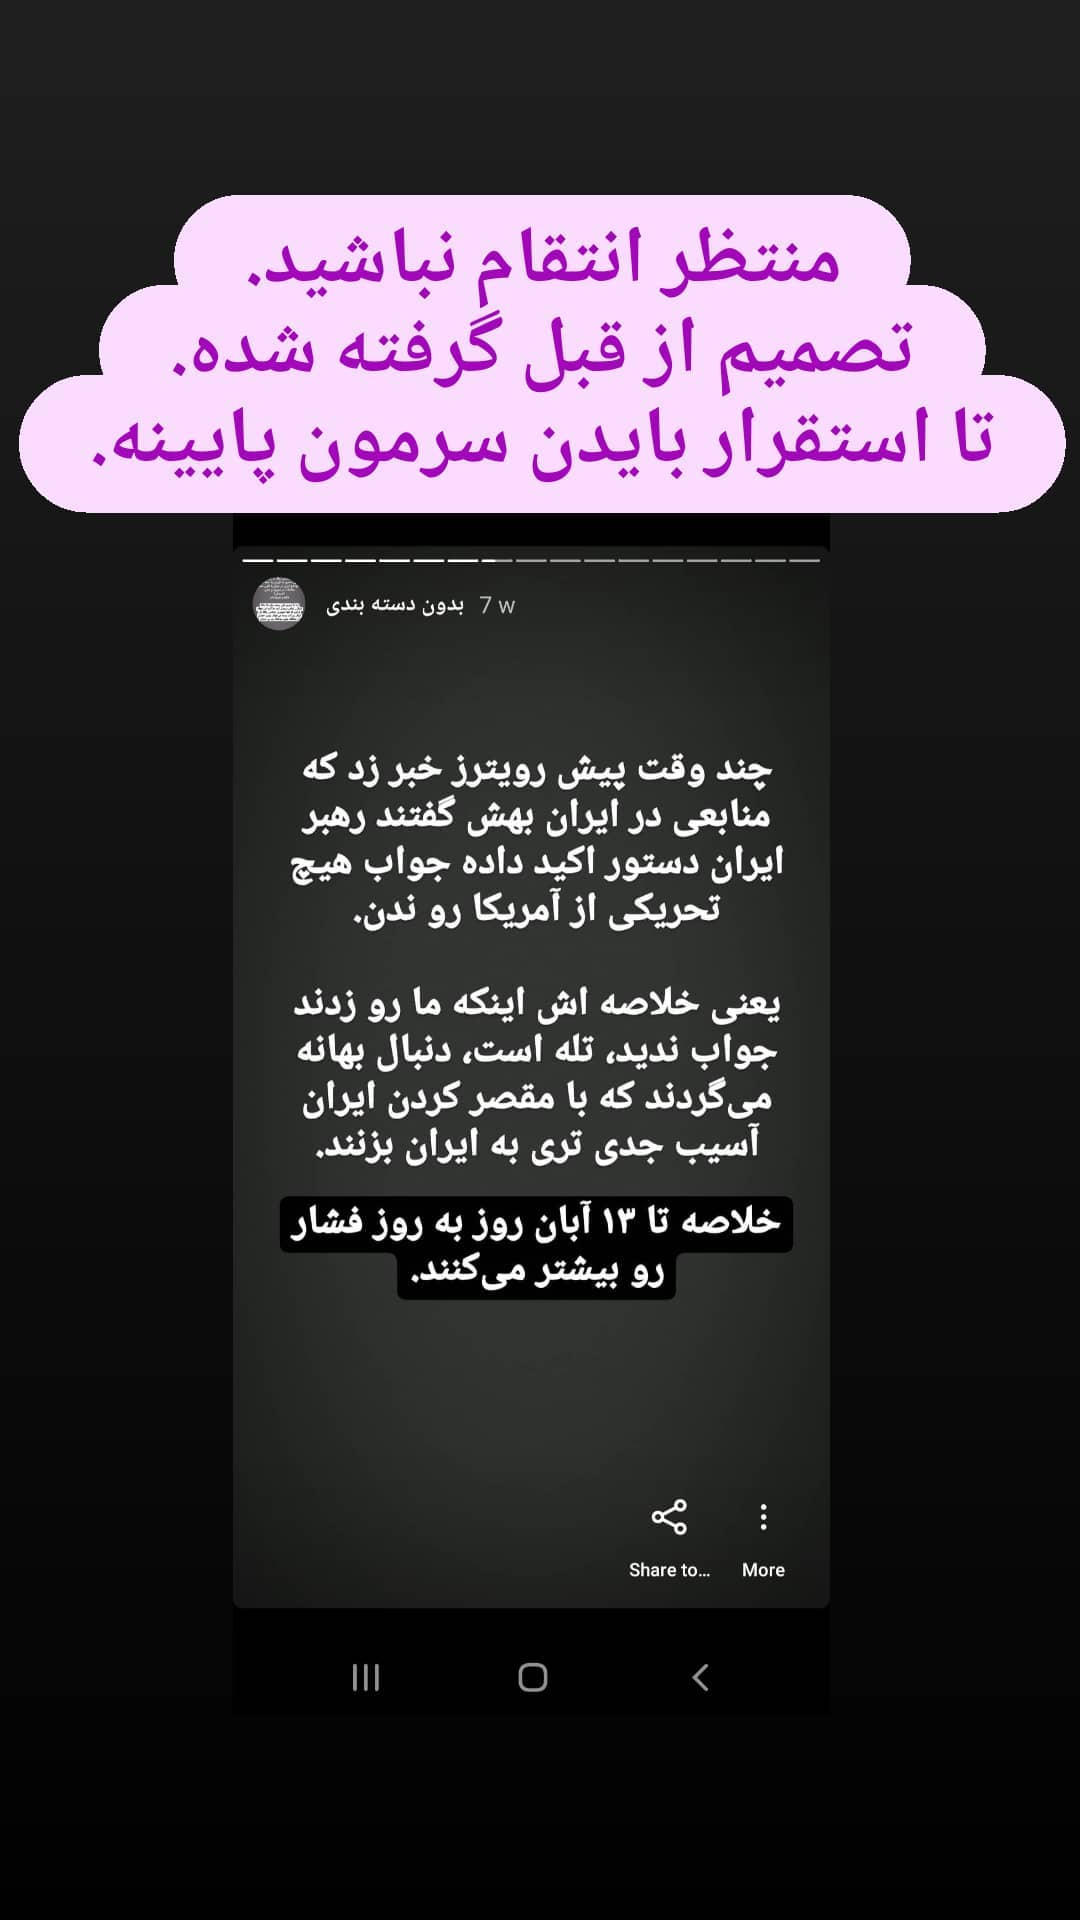 منتظر انتقام نباشید.
تصمیم از قبل گرفته شده.
تا استقرار بایدن سرمون پایینه.
بدون دسته بندی 7 w
چند وقت پیش رویترز خبر زد که
منابعی در ایران بهش گفتند رهبر
ایران دستور اکید داده جواب هیچ
تحریکی از آمریکا رو ندن.
یعنی خلاصه اش اینکه ما رو زدند
جواب ندید، تله است، دنبال بهانه
می‌گردند که با مقصر کردن ایران
آسیب جدی تری به ایران بزنند.
خلاصه تا ۱۳ آبان روز به روز فشار
رو بیشتر می‌کنند.
Share to... More